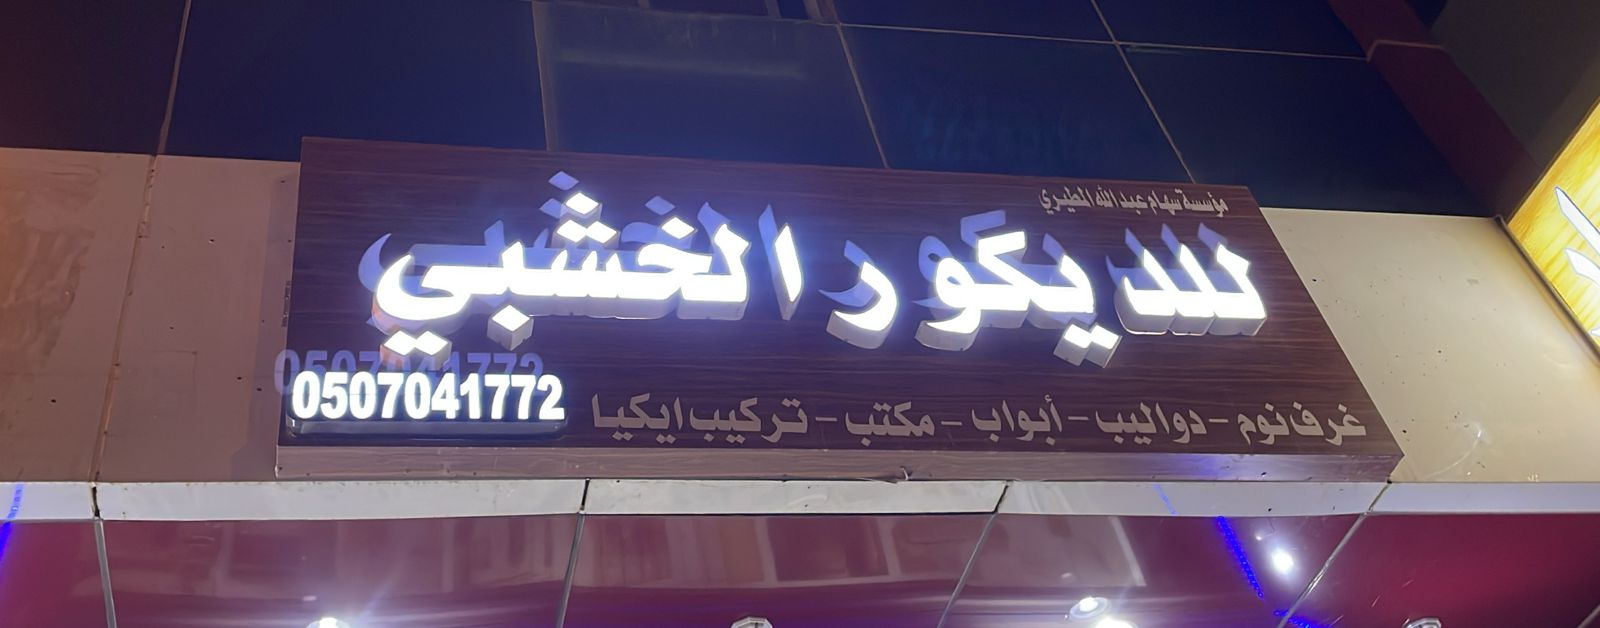 مؤسسة سهام عبدالله المطيري
للديكور الخشبي
0507041772
غرف نوم - دواليب - أبواب - مكتب - تركيب ايكيا